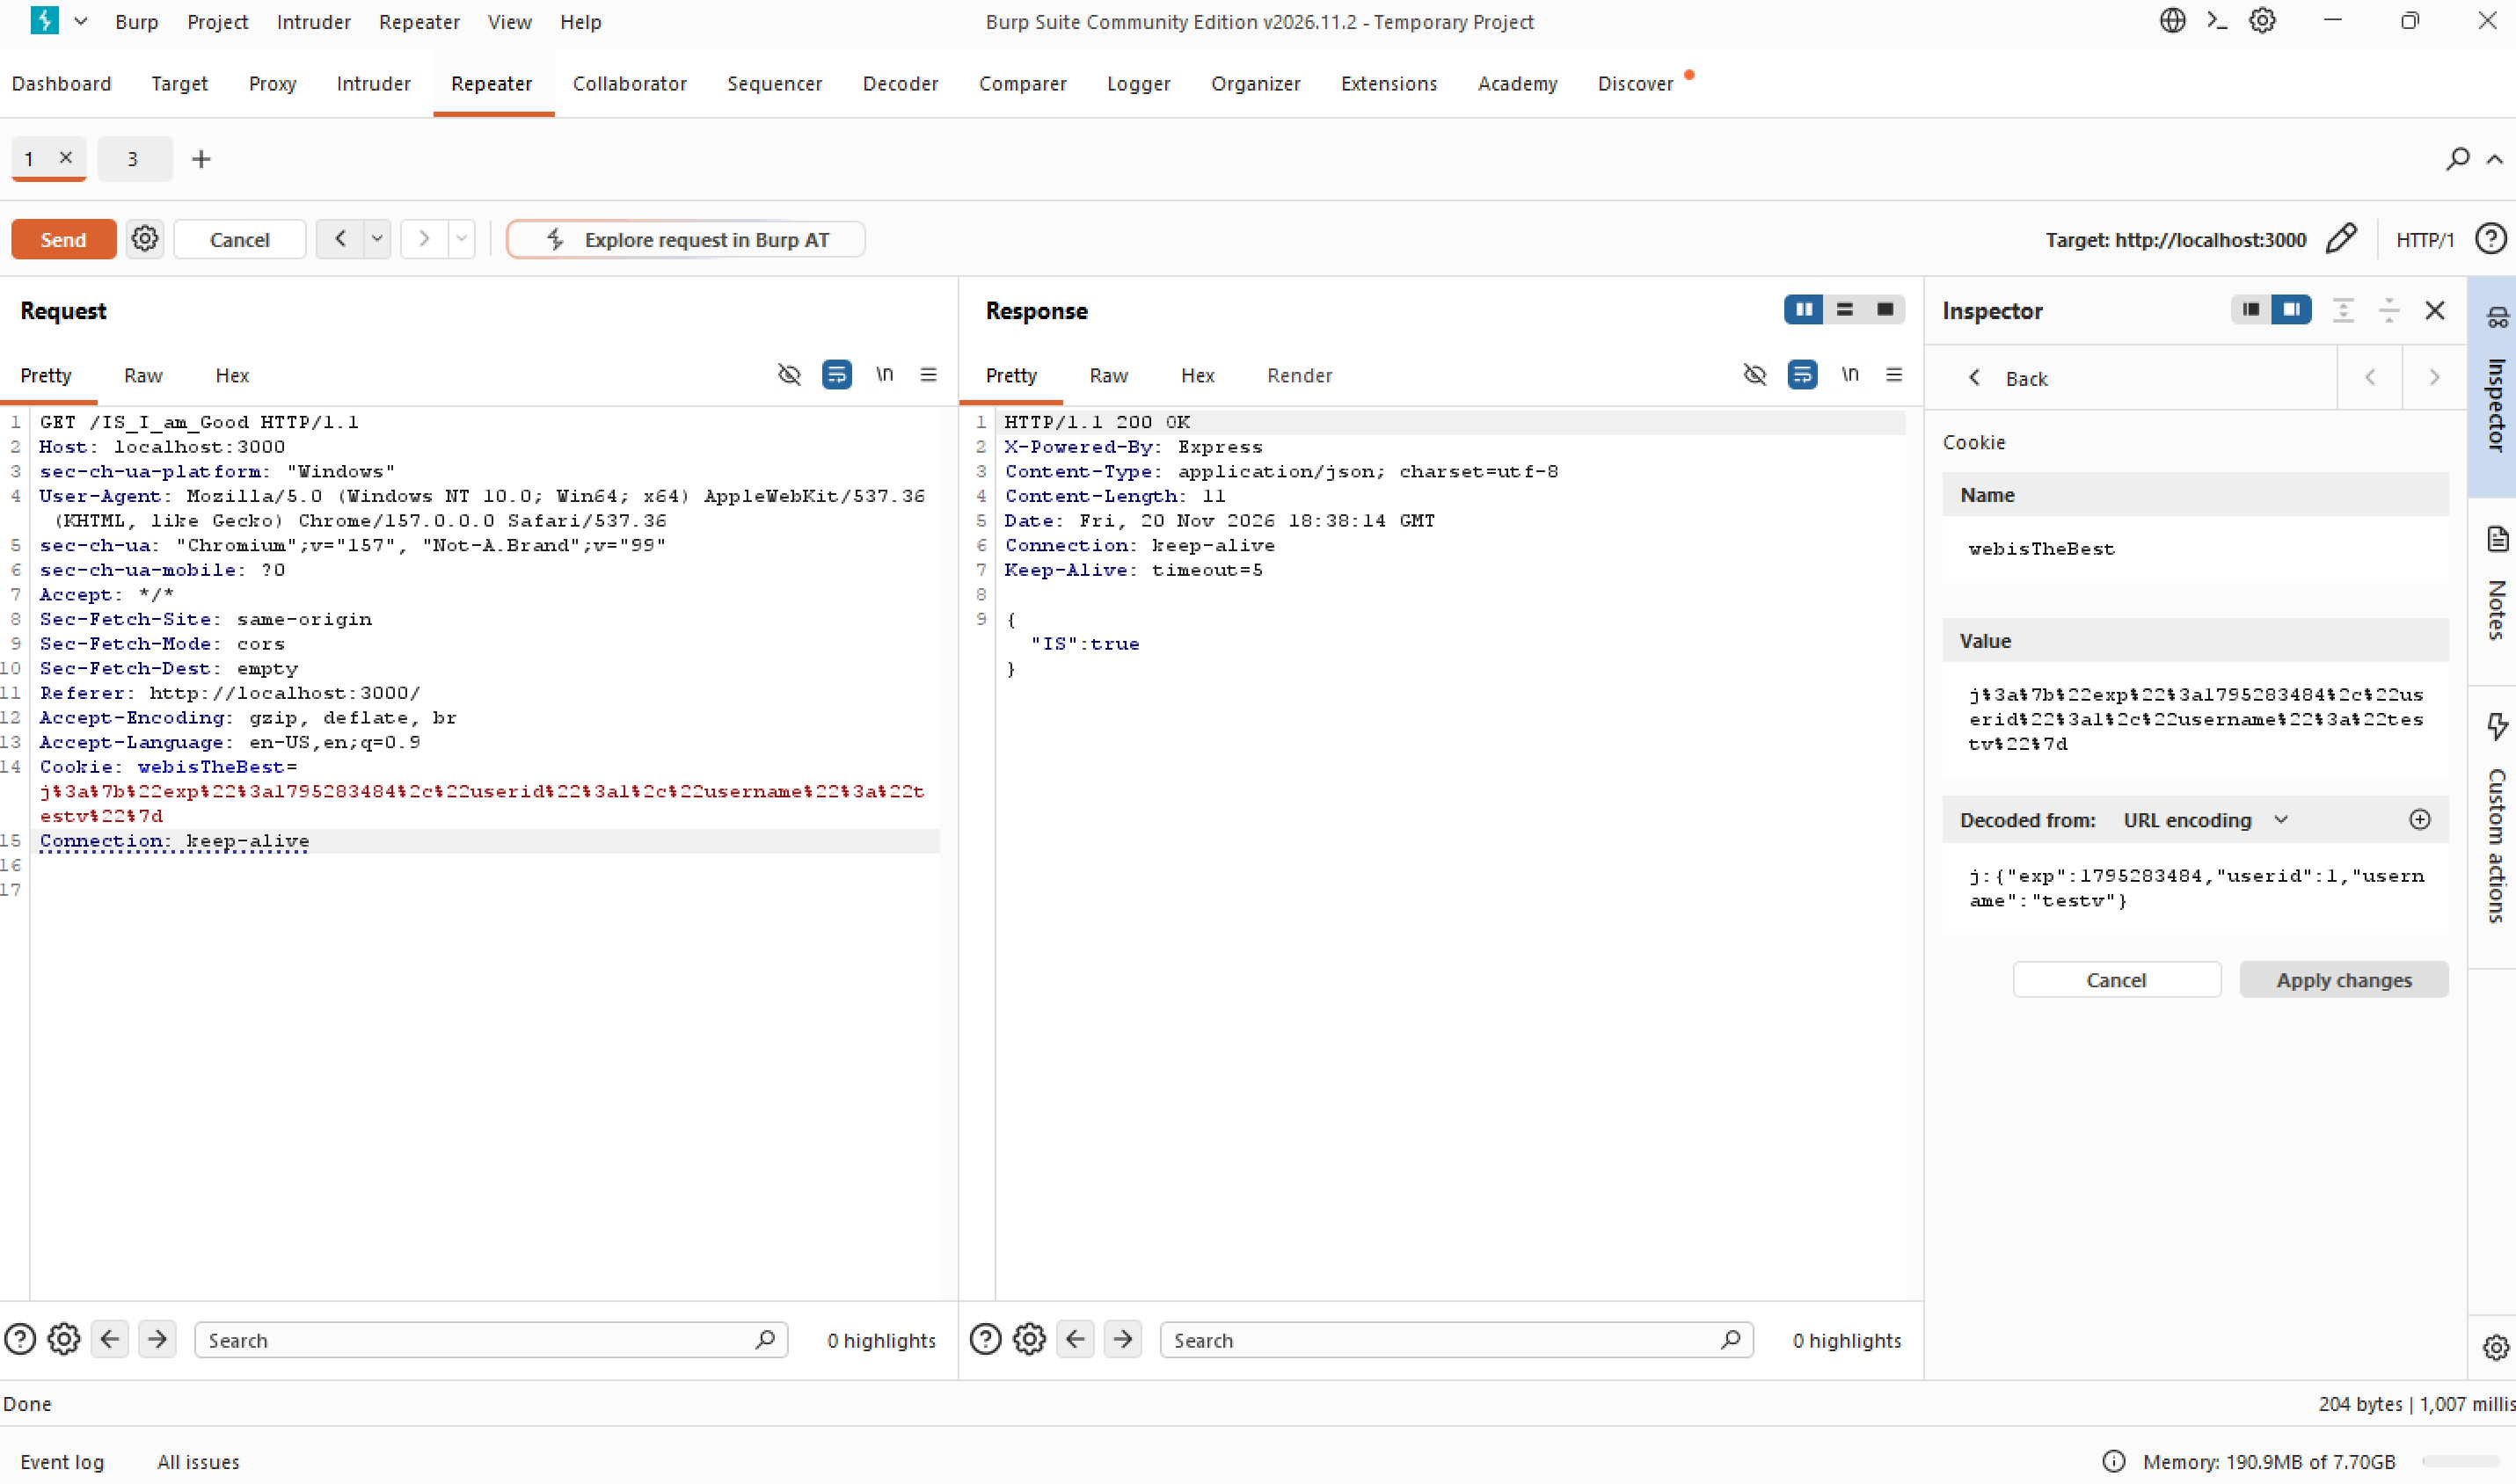 Burp Project Intruder Repeater View Help Burp Suite Community Edition v2026.11.2 - Temporary Project
Dashboard Target Proxy Intruder Repeater Collaborator Sequencer Decoder Comparer Logger Organizer Extensions Academy Discover
1 × 3 +
Send Cancel Explore request in Burp AT Target: http://localhost:3000 HTTP/1
Request
Pretty Raw Hex \n
1 GET /IS_I_am_Good HTTP/1.1
2 Host: localhost:3000
3 sec-ch-ua-platform: "Windows"
4 User-Agent: Mozilla/5.0 (Windows NT 10.0; Win64; x64) AppleWebKit/537.36
(KHTML, like Gecko) Chrome/157.0.0.0 Safari/537.36
5 sec-ch-ua: "Chromium";v="157", "Not-A.Brand";v="99"
6 sec-ch-ua-mobile: ?0
7 Accept: */*
8 Sec-Fetch-Site: same-origin
9 Sec-Fetch-Mode: cors
10 Sec-Fetch-Dest: empty
11 Referer: http://localhost:3000/
12 Accept-Encoding: gzip, deflate, br
13 Accept-Language: en-US,en;q=0.9
14 Cookie: webisTheBest=
j%3a%7b%22exp%22%3a1795283484%2c%22userid%22%3a1%2c%22username%22%3a%22t
estv%22%7d
15 Connection: keep-alive
16
17
Search 0 highlights
Response
Pretty Raw Hex Render \n
1 HTTP/1.1 200 OK
2 X-Powered-By: Express
3 Content-Type: application/json; charset=utf-8
4 Content-Length: 11
5 Date: Fri, 20 Nov 2026 18:38:14 GMT
6 Connection: keep-alive
7 Keep-Alive: timeout=5
8
9 {
"IS":true
}
Search 0 highlights
Inspector
Back
Cookie
Name
webisTheBest
Value
j%3a%7b%22exp%22%3a1795283484%2c%22us
erid%22%3a1%2c%22username%22%3a%22tes
tv%22%7d
Decoded from: URL encoding
j:{"exp":1795283484,"userid":1,"usern
ame":"testv"}
Cancel Apply changes
Inspector
Notes
Custom actions
Done 204 bytes | 1,007 millis
Event log All issues Memory: 190.9MB of 7.70GB